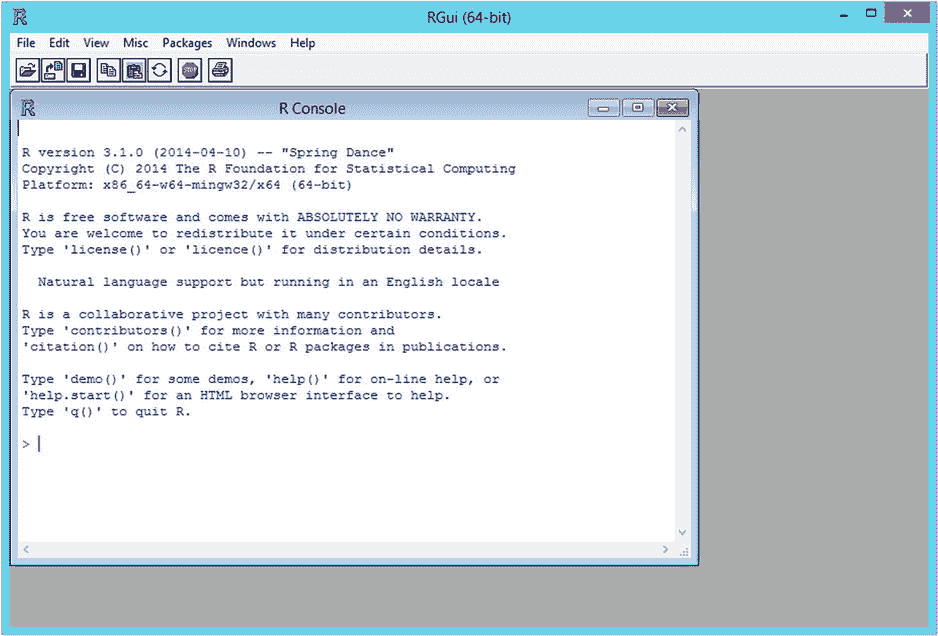 R RGui (64-bit)
File Edit View Misc Packages Windows Help
STOP
R R Console
R version 3.1.0 (2014-04-10) -- "Spring Dance"
Copyright (C) 2014 The R Foundation for Statistical Computing
Platform: x86_64-w64-mingw32/x64 (64-bit)
R is free software and comes with ABSOLUTELY NO WARRANTY.
You are welcome to redistribute it under certain conditions.
Type 'license()' or 'licence()' for distribution details.
Natural language support but running in an English locale
R is a collaborative project with many contributors.
Type 'contributors()' for more information and
'citation()' on how to cite R or R packages in publications.
Type 'demo()' for some demos, 'help()' for on-line help, or
'help.start()' for an HTML browser interface to help.
Type 'q()' to quit R.
>